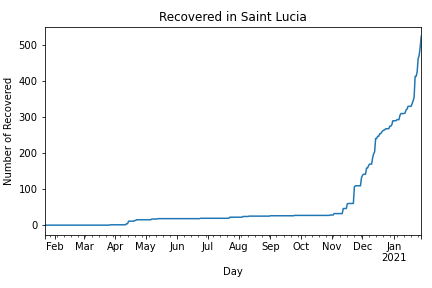 Recovered in Saint Lucia
500
400
300
200
100
0
Number of Recovered
Feb Mar Apr May Jun Jul Aug Sep Oct Nov Dec Jan
2021
Day